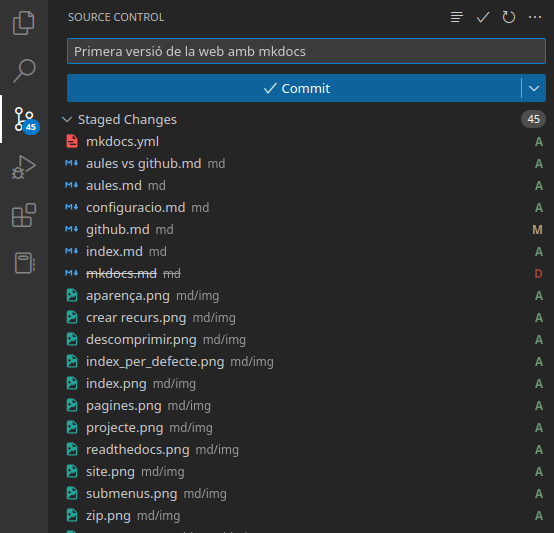 SOURCE CONTROL
Primera versió de la web amb mkdocs
Commit
45
Staged Changes 45
mkdocs.yml A
aules vs github.md md A
aules.md md A
configuracio.md md A
github.md md M
index.md md A
mkdocs.md md D
aparença.png md/img A
crear recurs.png md/img A
descomprimir.png md/img A
index_per_defecte.png md/img A
index.png md/img A
pagines.png md/img A
projecte.png md/img A
readthedocs.png md/img A
site.png md/img A
submenus.png md/img A
zip.png md/img A